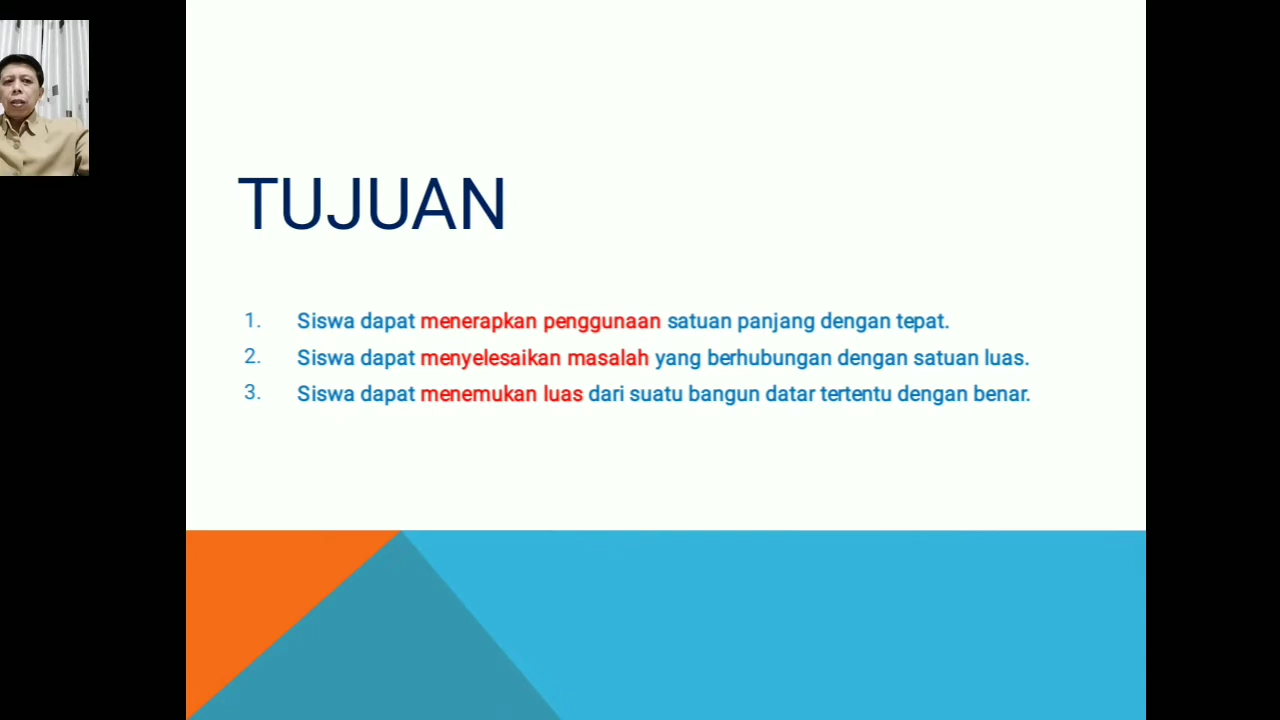 TUJUAN
1. Siswa dapat menerapkan penggunaan satuan panjang dengan tepat.
2. Siswa dapat menyelesaikan masalah yang berhubungan dengan satuan luas.
3. Siswa dapat menemukan luas dari suatu bangun datar tertentu dengan benar.